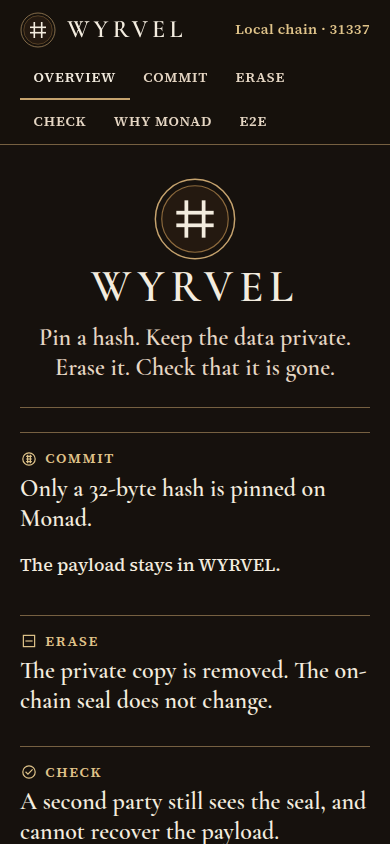 WYRVEL
Local chain · 31337
OVERVIEW COMMIT ERASE
CHECK WHY MONAD E2E
WYRVEL
Pin a hash. Keep the data private.
Erase it. Check that it is gone.
COMMIT
Only a 32-byte hash is pinned on
Monad.
The payload stays in WYRVEL.
ERASE
The private copy is removed. The on-
chain seal does not change.
CHECK
A second party still sees the seal, and
cannot recover the payload.